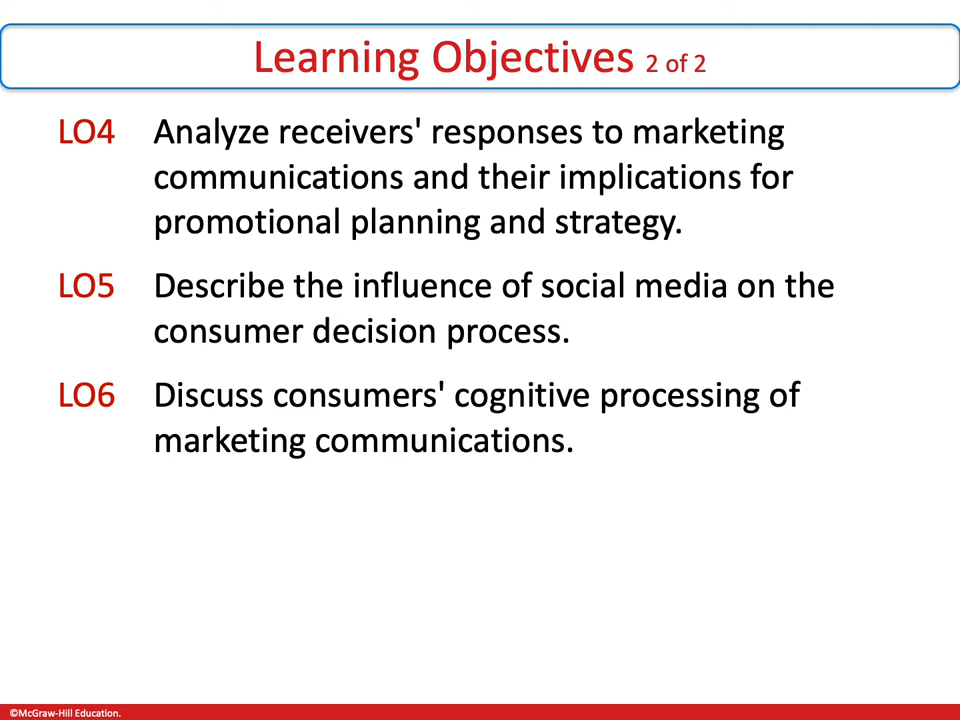 Learning Objectives 2 of 2
LO4 Analyze receivers' responses to marketing
communications and their implications for
promotional planning and strategy.
LO5 Describe the influence of social media on the
consumer decision process.
LO6 Discuss consumers' cognitive processing of
marketing communications.
©McGraw-Hill Education.